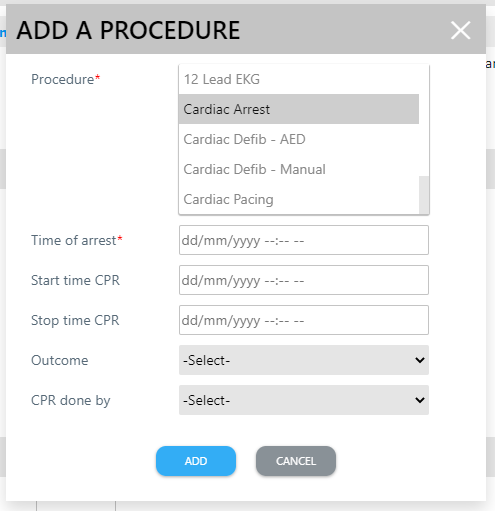 ADD A PROCEDURE
Procedure*
12 Lead EKG
Cardiac Arrest
Cardiac Defib - AED
Cardiac Defib - Manual
Cardiac Pacing
Time of arrest* dd/mm/yyyy --:-- --
Start time CPR dd/mm/yyyy --:-- --
Stop time CPR dd/mm/yyyy --:-- --
Outcome -Select-
CPR done by -Select-
ADD CANCEL